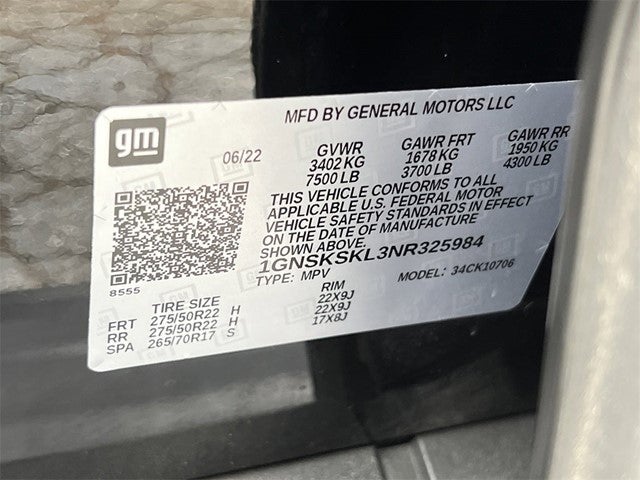 MFD BY GENERAL MOTORS LLC
gm
06/22
GVWR GAWR FRT GAWR RR
3402 KG 1678 KG 1950 KG
7500 LB 3700 LB 4300 LB
THIS VEHICLE CONFORMS TO ALL
APPLICABLE U.S. FEDERAL MOTOR
VEHICLE SAFETY STANDARDS IN EFFECT
ON THE DATE OF MANUFACTURE
SHOWN ABOVE.
1GNSKSKL3NR325984
TYPE: MPV MODEL: 34CK10706
8555
TIRE SIZE RIM
FRT 275/50R22 H 22X9J
RR 275/50R22 H 22X9J
SPA 265/70R17 S 17X8J